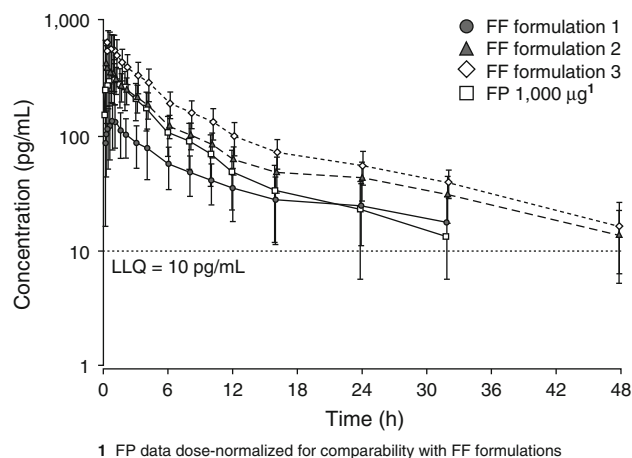 1,000
100
10
1
Concentration (pg/mL)
FF formulation 1
FF formulation 2
FF formulation 3
FP 1,000 µg1
LLQ = 10 pg/mL
0 6 12 18 24 30 36 42 48
Time (h)
1 FP data dose-normalized for comparability with FF formulations